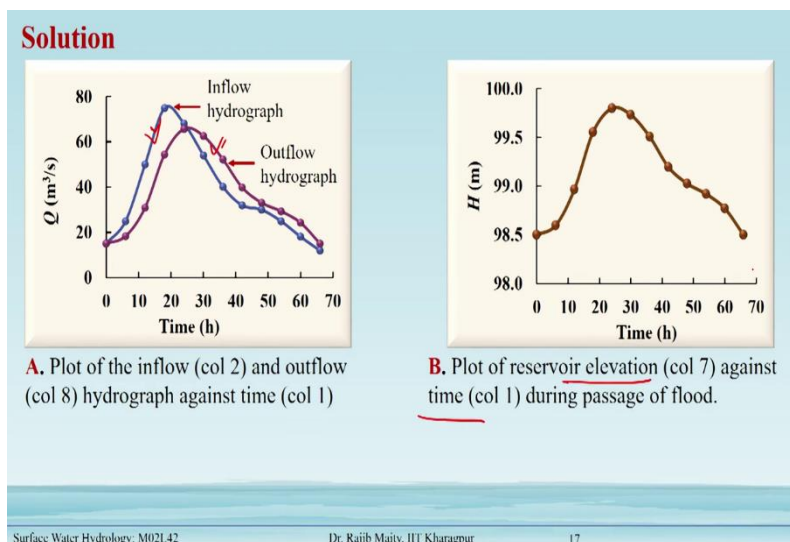 Solution
80
60
40
20
0
Q (m³/s)
Inflow
hydrograph
Outflow
hydrograph
0 10 20 30 40 50 60 70
Time (h)
A. Plot of the inflow (col 2) and outflow
(col 8) hydrograph against time (col 1)
100.0
99.5
99.0
98.5
98.0
H (m)
0 10 20 30 40 50 60 70
Time (h)
B. Plot of reservoir elevation (col 7) against
time (col 1) during passage of flood.
Surface Water Hydrology: M02L42 Dr. Rajib Maity, IIT Kharagpur 17